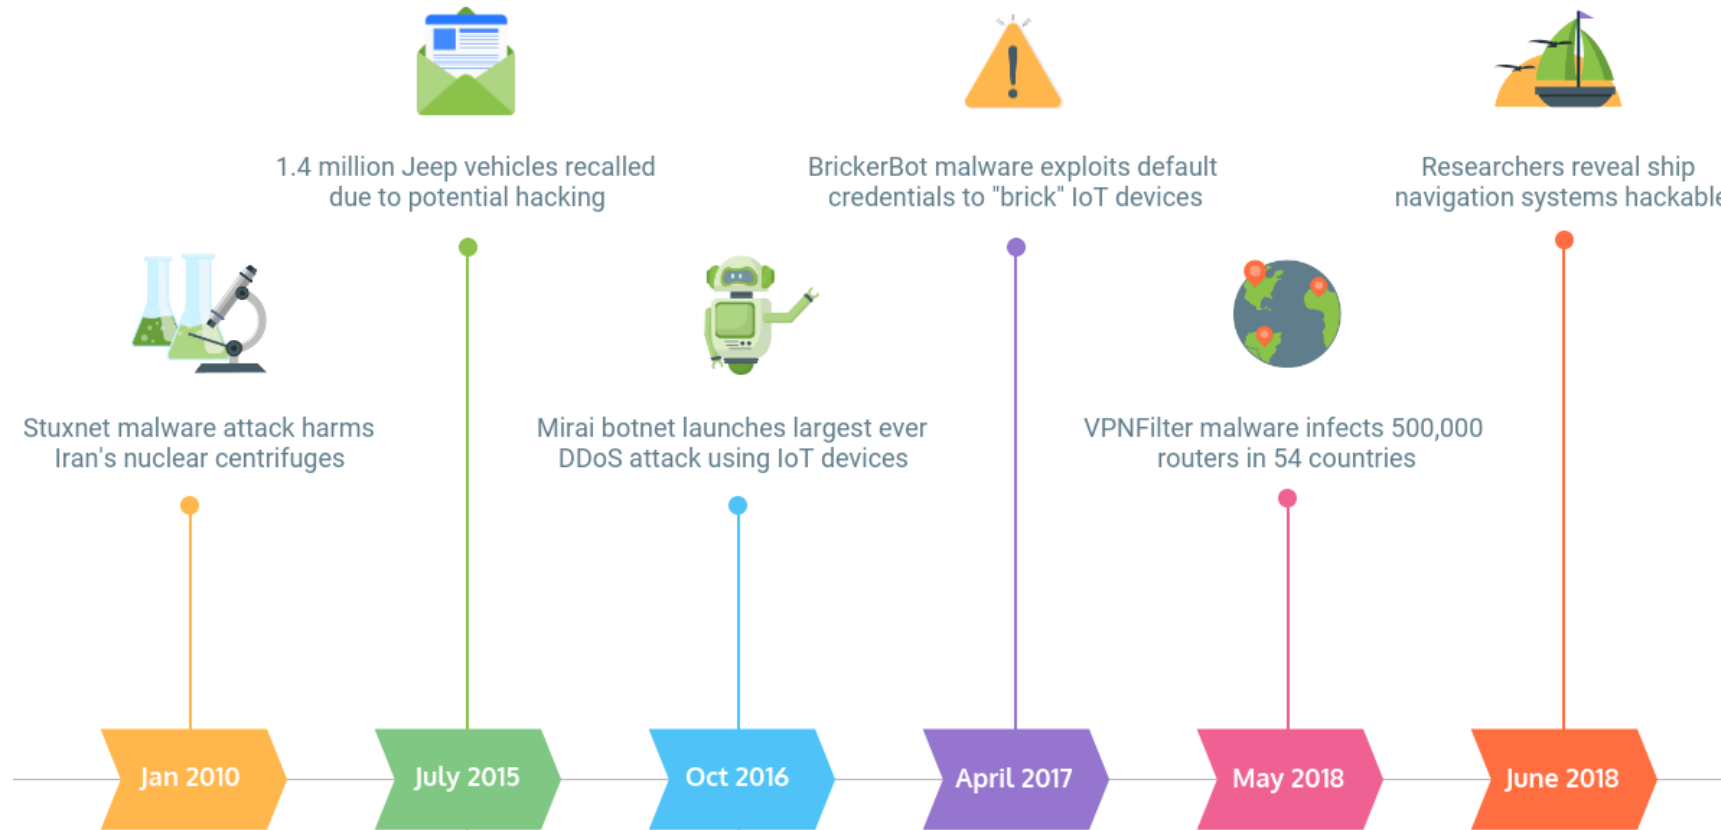 1.4 million Jeep vehicles recalled
due to potential hacking
BrickerBot malware exploits default
credentials to "brick" IoT devices
Researchers reveal ship
navigation systems hackable
Stuxnet malware attack harms
Iran's nuclear centrifuges
Mirai botnet launches largest ever
DDoS attack using IoT devices
VPNFilter malware infects 500,000
routers in 54 countries
Jan 2010
July 2015
Oct 2016
April 2017
May 2018
June 2018